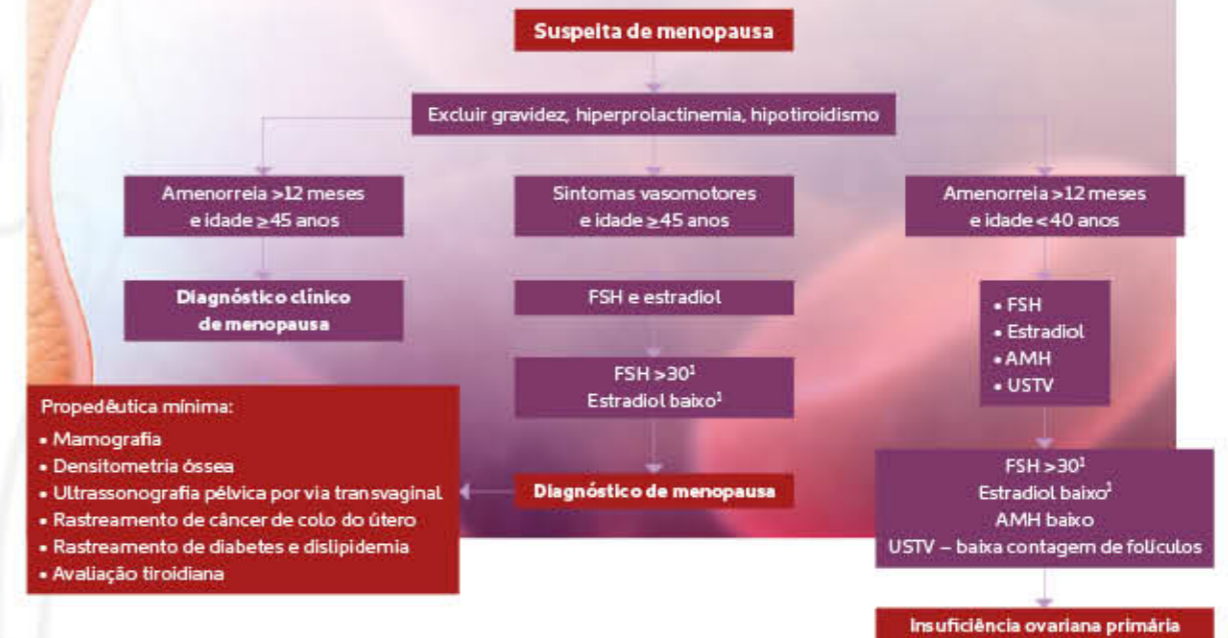 Suspeita de menopausa
Excluir gravidez, hiperprolactinemia, hipotiroidismo
Amenorreia >12 meses
e idade ≥45 anos
Diagnóstico clínico
de menopausa
Sintomas vasomotores
e idade ≥45 anos
FSH e estradiol
FSH >30¹
Estradiol baixo¹
Diagnóstico de menopausa
Amenorreia >12 meses
e idade <40 anos
• FSH
• Estradiol
• AMH
• USTV
FSH >30¹
Estradiol baixo¹
AMH baixo
USTV – baixa contagem de folículos
Insuficiência ovariana primária
Propedêutica mínima:
• Mamografia
• Densitometria óssea
• Ultrassonografia pélvica por via transvaginal
• Rastreamento de câncer de colo do útero
• Rastreamento de diabetes e dislipidemia
• Avaliação tiroidiana